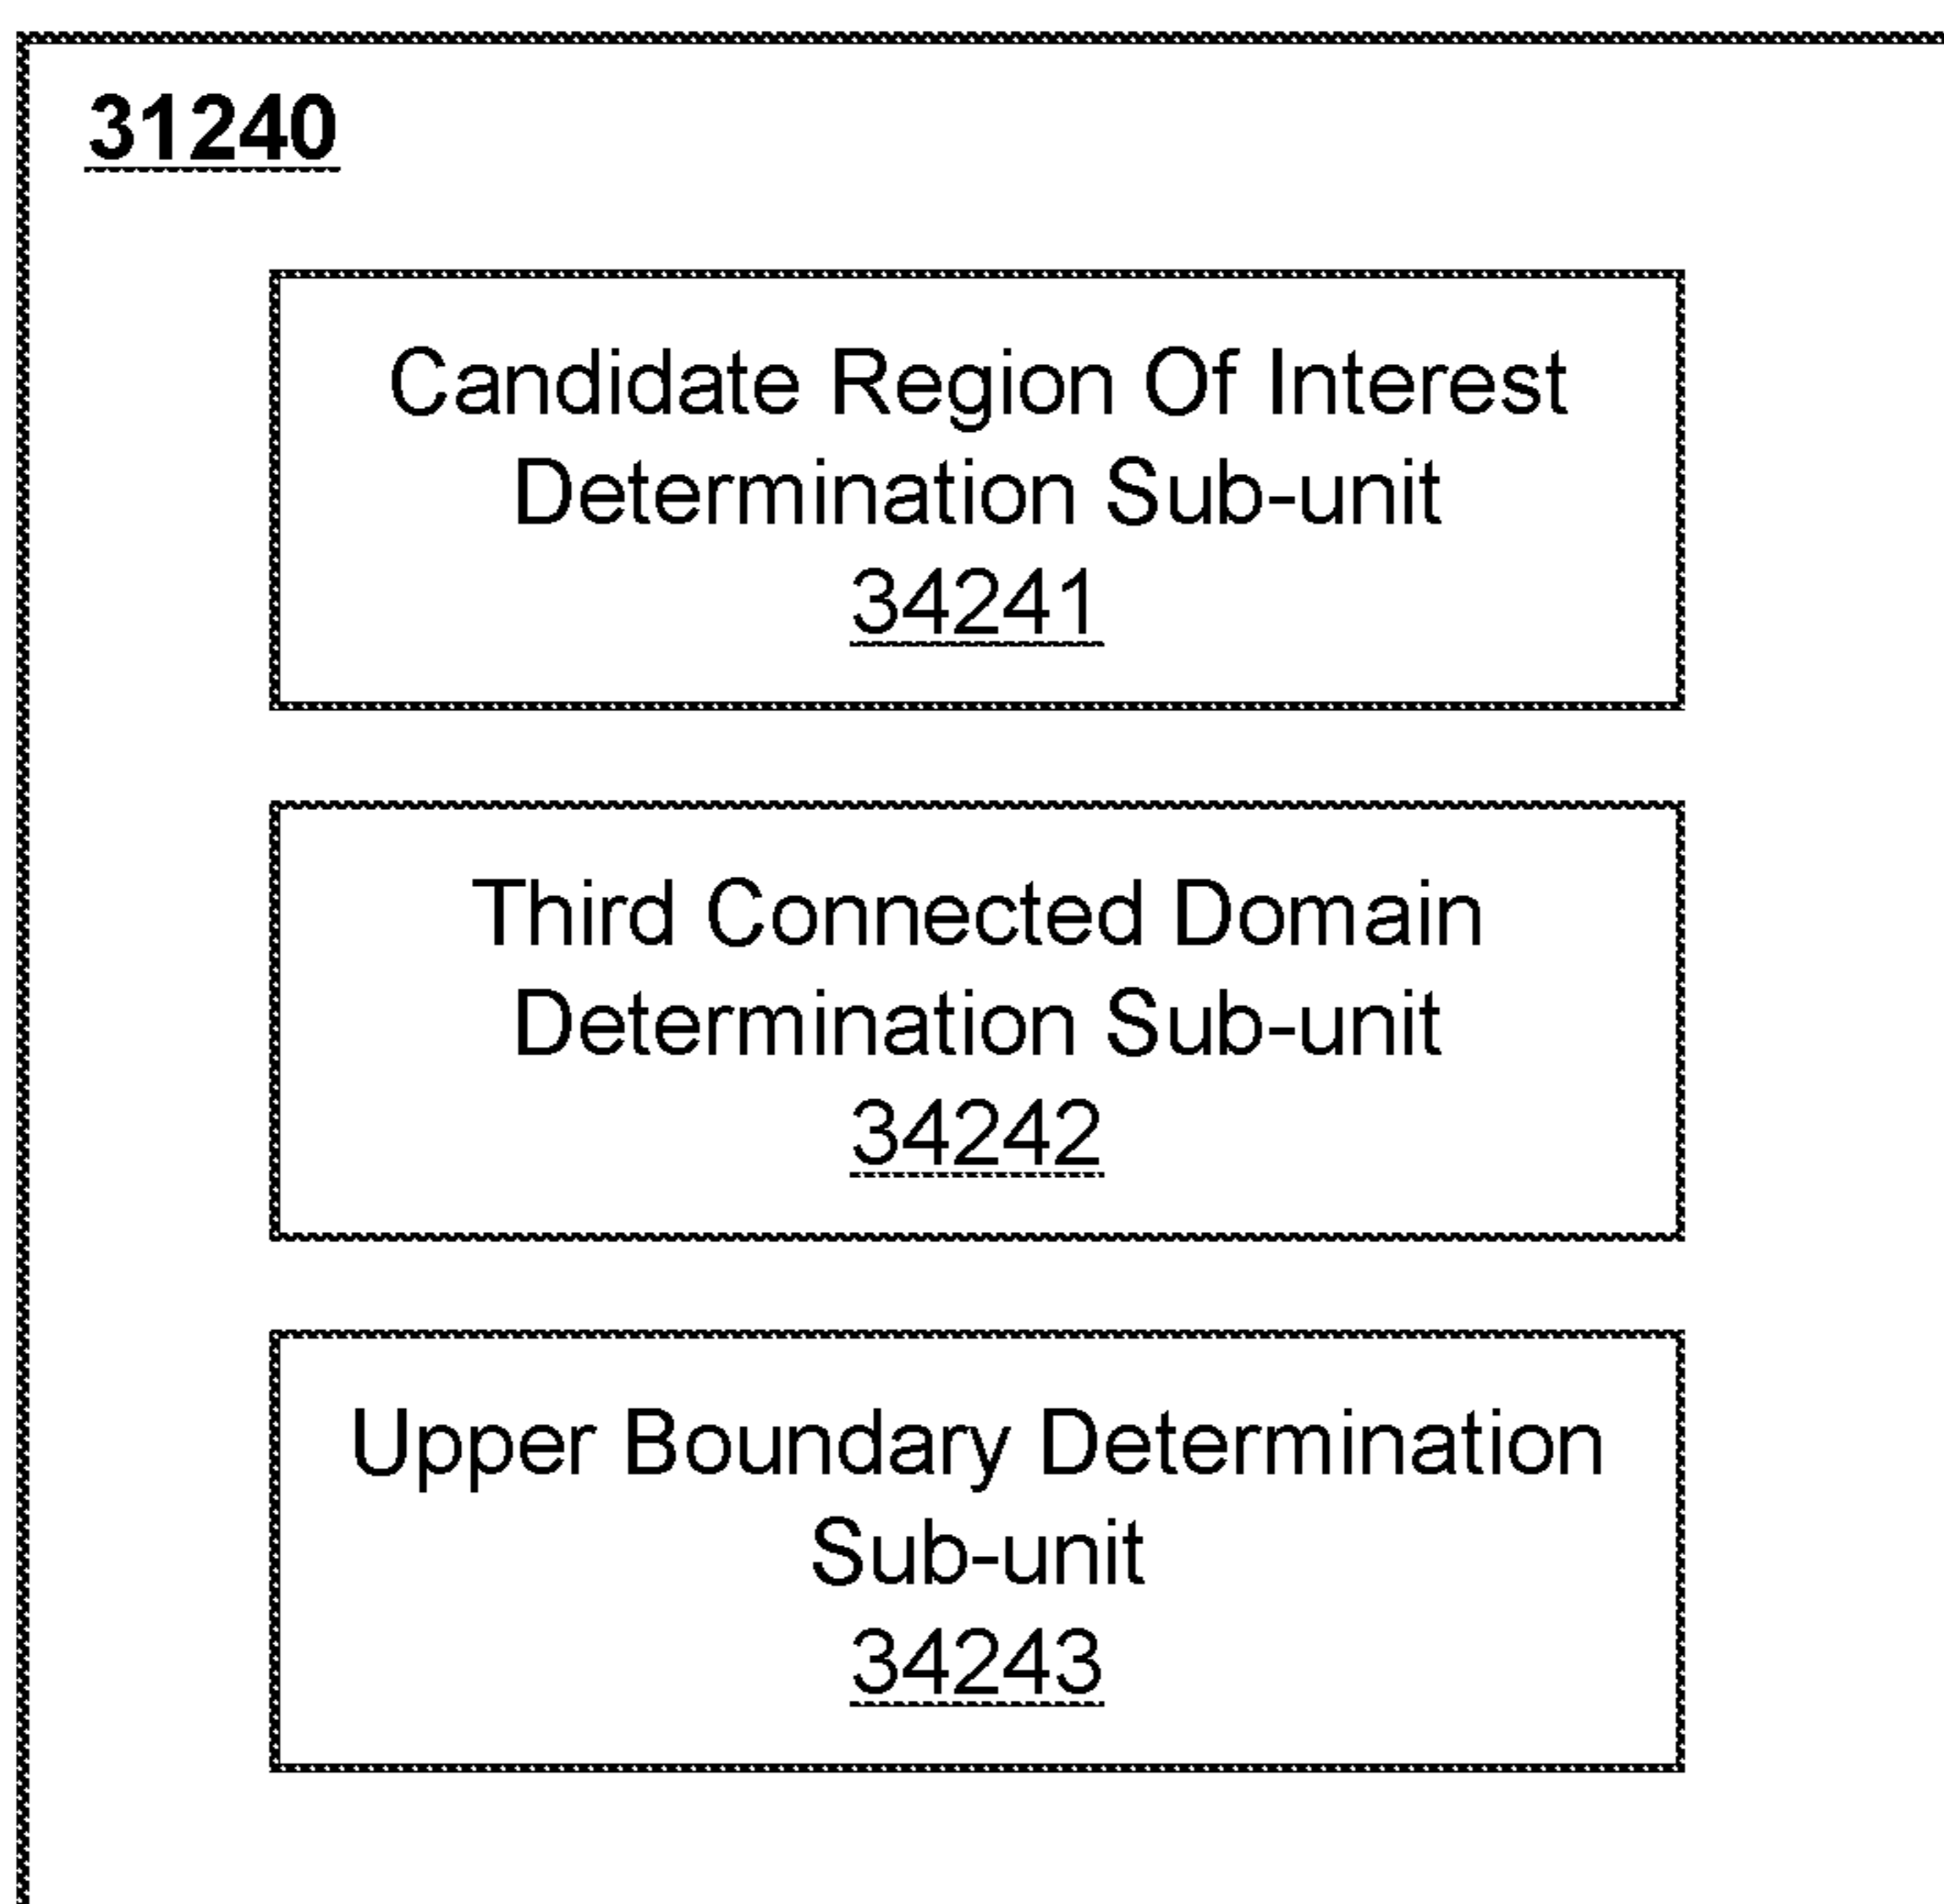 31240
Candidate Region Of Interest
Determination Sub-unit
34241
Third Connected Domain
Determination Sub-unit
34242
Upper Boundary Determination
Sub-unit
34243